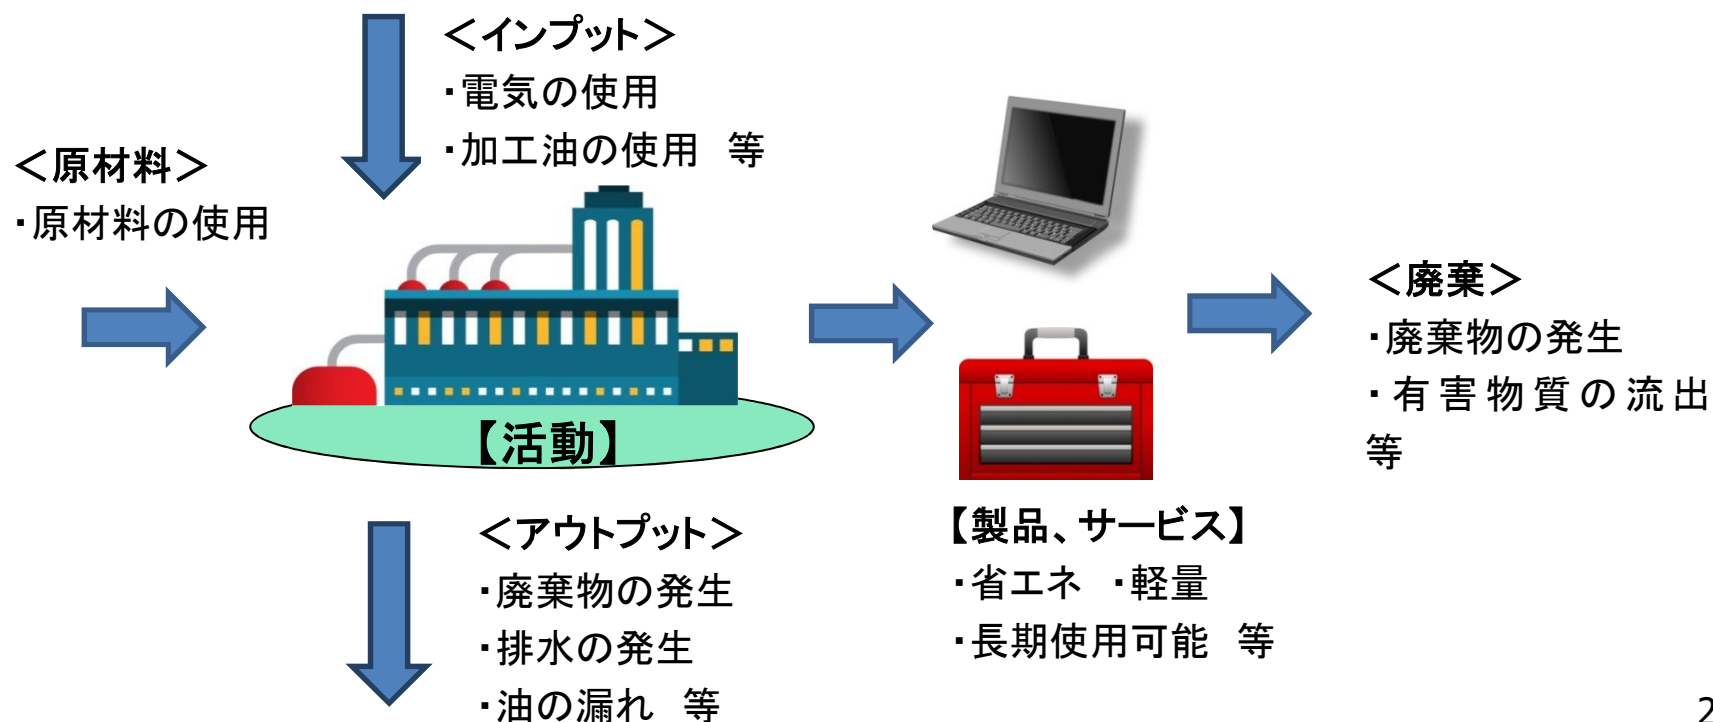 ＜インプット＞
・電気の使用
・加工油の使用　等
＜原材料＞
・原材料の使用
【活動】
＜アウトプット＞
・廃棄物の発生
・排水の発生
・油の漏れ　等
【製品、サービス】
・省エネ　・軽量
・長期使用可能　等
＜廃棄＞
・廃棄物の発生
・有害物質の流出
等
2